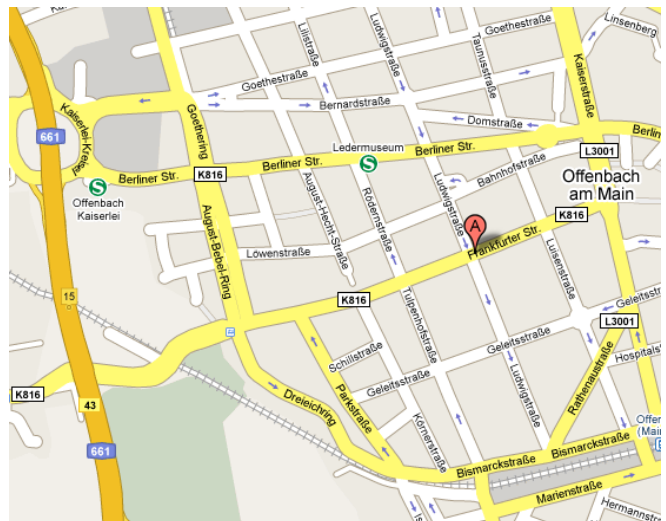 Goethestraße
Linsenberg
Lilistraße
Ludwigstraße
Taunusstraße
Kaiserstraße
Goethestraße
Bernardstraße
Domstraße
Kaiserlei-Kreisel
661
Goethering
Ledermuseum
Berliner Str.
Berliner Str.
L3001
Berliner Str.
K816
S
S
Offenbach
Kaiserlei
Bahnhofstraße
Offenbach
am Main
August-Hecht-Straße
Rödernstraße
Ludwigstraße
A
K816
Frankfurter Str.
August-Bebel-Ring
Löwenstraße
Luisenstraße
15
K816
Tulpenhofstraße
Geleitsstraße
L3001
Schillstraße
Geleitsstraße
Geleitsstraße
Parkstraße
Ludwigstraße
Rathenaustraße
K816
43
Dreieichring
Körnerstraße
661
Bismarckstraße
Bismarckstraße
(Main
Marienstraße
Hermannstraße